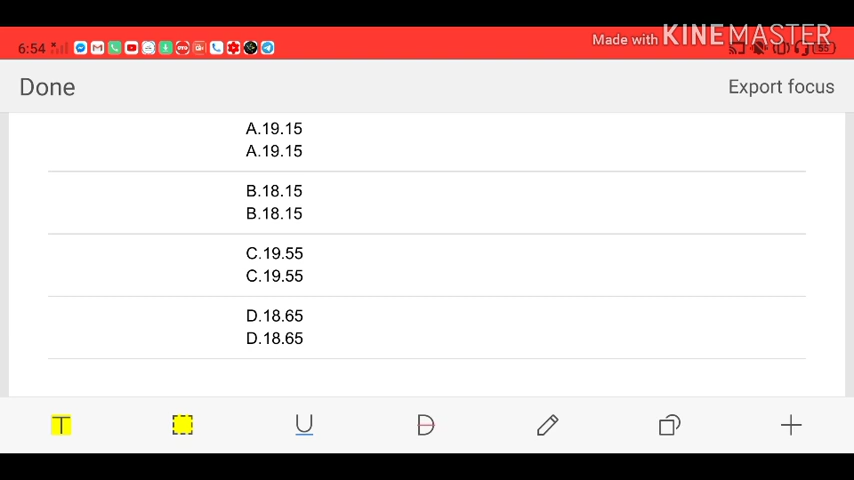 6:54
Made with KINEMASTER
55
Done
Export focus
A.19.15
A.19.15
B.18.15
B.18.15
C.19.55
C.19.55
D.18.65
D.18.65
T
U
D